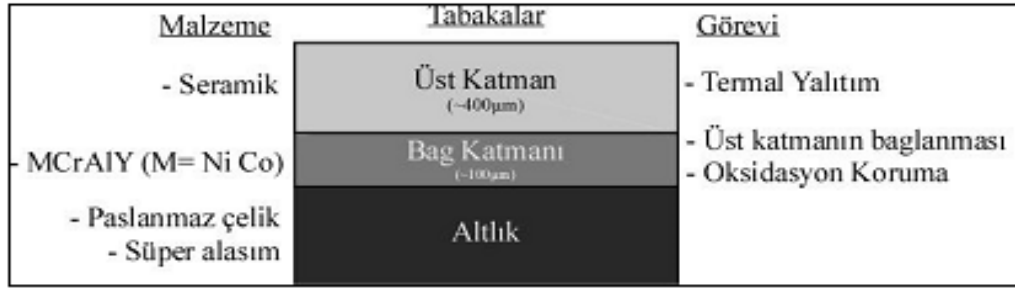 Malzeme
Tabakalar
Görevi
- Seramik
Üst Katman
(~400µm)
- Termal Yalıtım
- MCrAlY (M= Ni Co)
Bag Katmanı
(~100µm)
- Üst katmanın baglanması
- Oksidasyon Koruma
- Paslanmaz çelik
- Süper alasım
Altlık